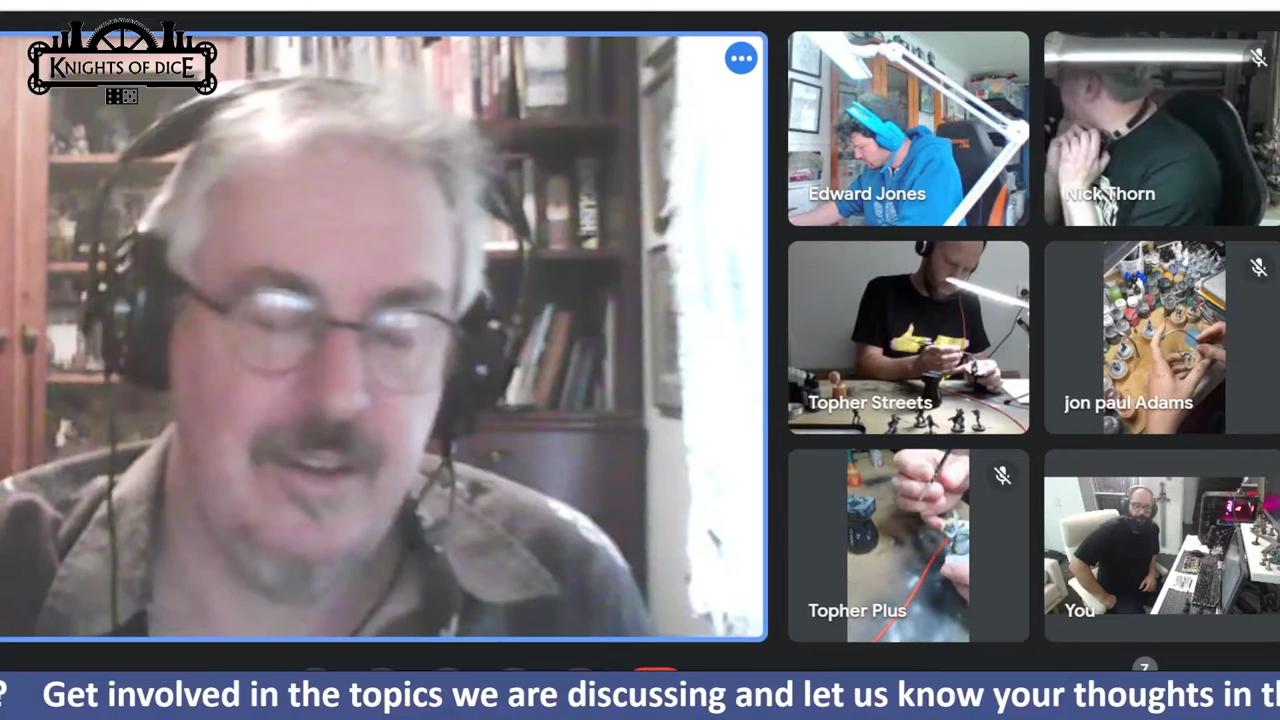 KNIGHTS OF DICE
Edward Jones
Nick Thorn
Topher Streets
jon paul Adams
Topher Plus
You
7
? Get involved in the topics we are discussing and let us know your thoughts in th